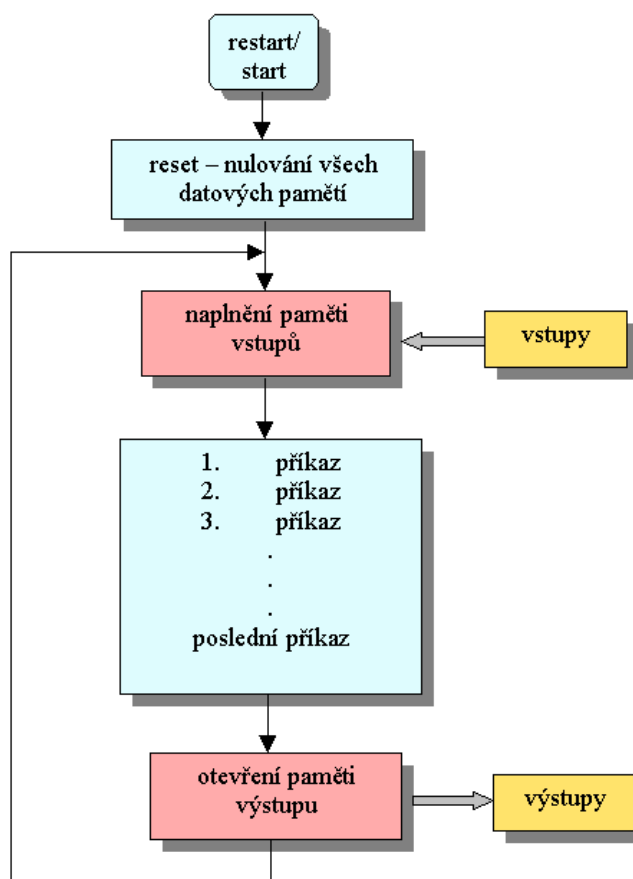 restart/
start
reset – nulování všech
datových pamětí
naplnění paměti
vstupů
vstupy
1. příkaz
2. příkaz
3. příkaz
.
.
.
poslední příkaz
otevření paměti
výstupu
výstupy